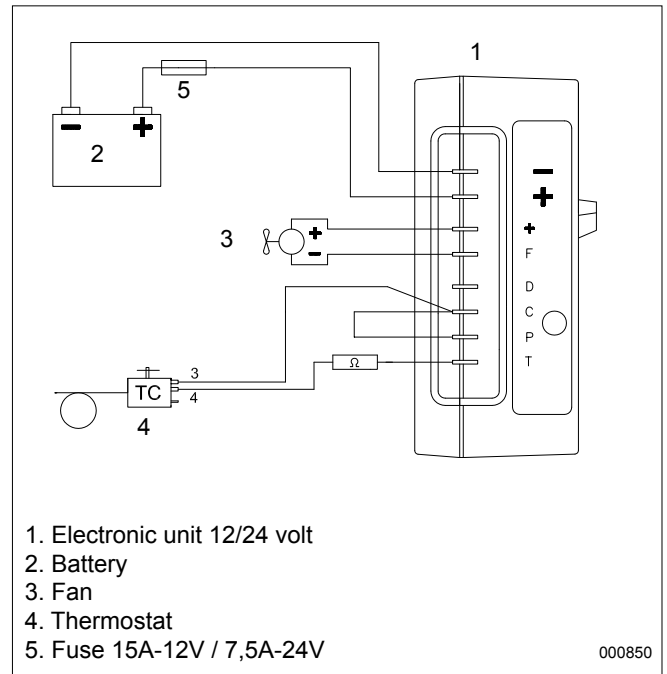 1
5
−
+
2
−
+
+
F
D
C
P
T
3
+
−
Ω
3
TC
4
4
1. Electronic unit 12/24 volt
2. Battery
3. Fan
4. Thermostat
5. Fuse 15A-12V / 7,5A-24V
000850